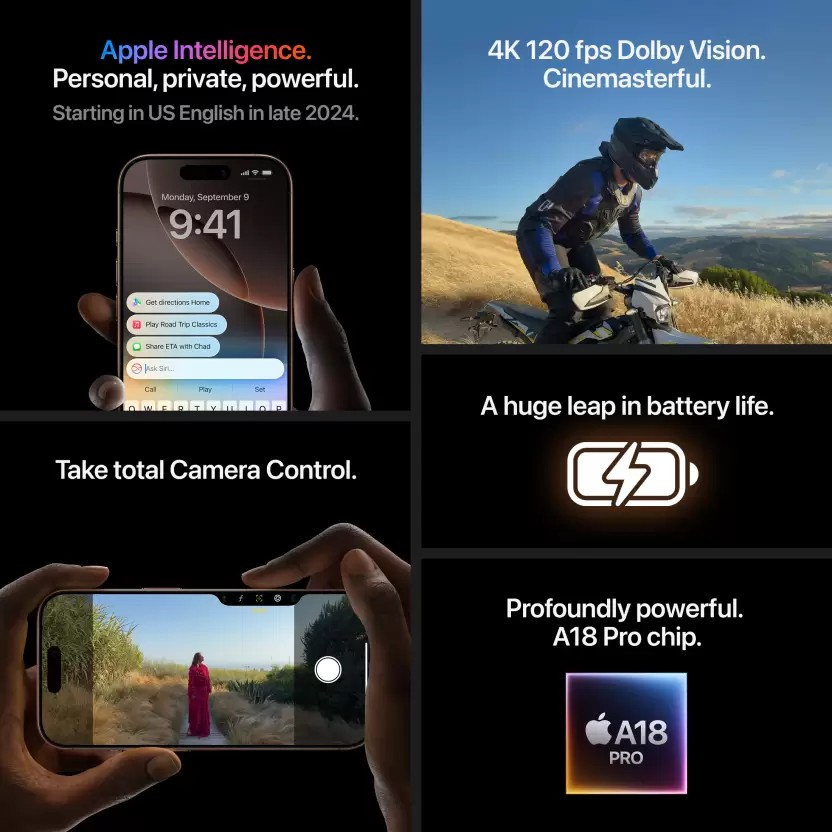 Apple Intelligence.
Personal, private, powerful.
Starting in US English in late 2024.
Monday, September 9
9:41
Get directions Home
Play Road Trip Classics
Share ETA with Chad
Ask Siri...
Call Play Set
Q W E R T Y U I O P
4K 120 fps Dolby Vision.
Cinemasterful.
A huge leap in battery life.
Take total Camera Control.
Profoundly powerful.
A18 Pro chip.
A18
PRO